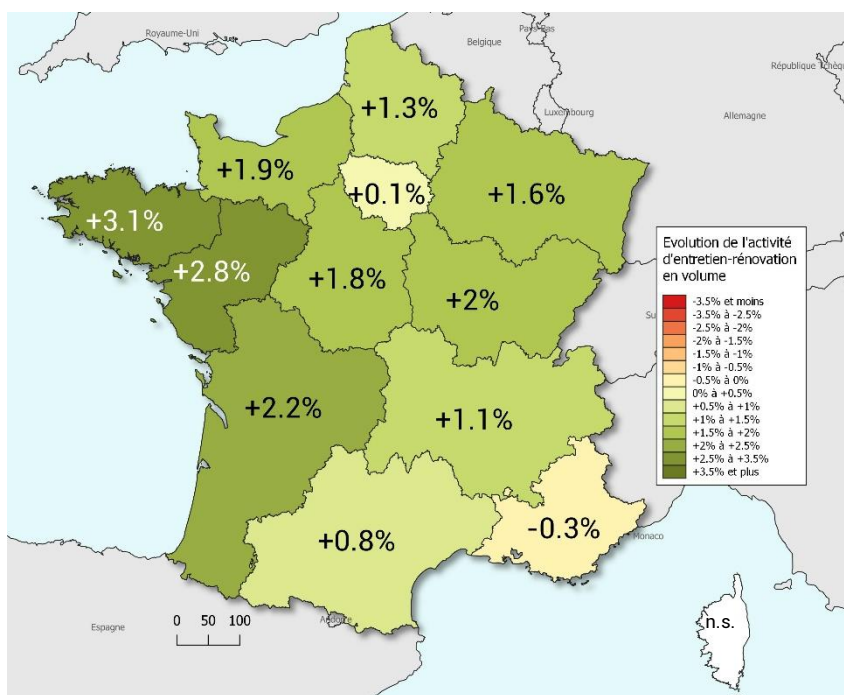 Royaume-Uni
Belgique
Pays-Bas
République Tchèque
Luxembourg
Allemagne
+1.3%
+1.9%
+0.1%
+1.6%
+3.1%
+2.8%
+1.8%
+2%
+2.2%
+1.1%
+0.8%
-0.3%
Monaco
Andorre
Espagne
n.s.
0 50 100
Evolution de l'activité
d'entretien-rénovation
en volume
-3.5% et moins
-3.5% à -2.5%
-2.5% à -2%
-2% à -1.5%
-1.5% à -1%
-1% à -0.5%
-0.5% à 0%
0% à +0.5%
+0.5% à +1%
+1% à +1.5%
+1.5% à +2%
+2% à +2.5%
+2.5% à +3.5%
+3.5% et plus